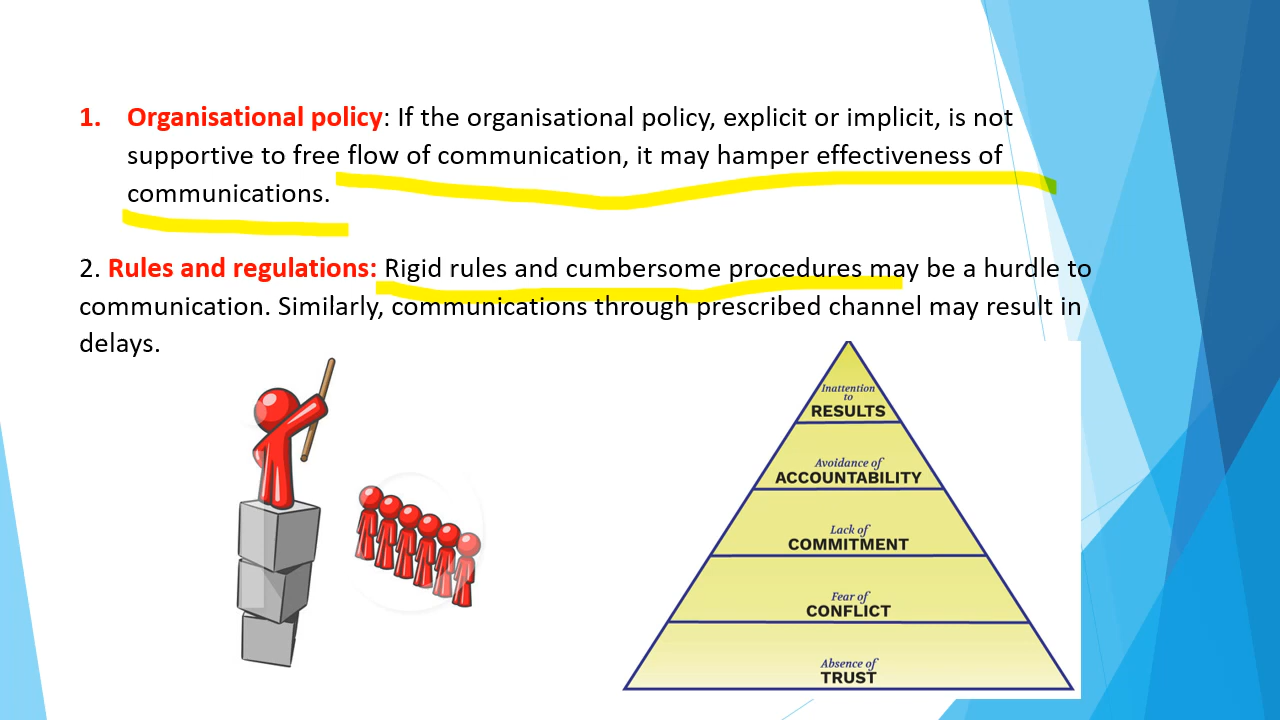 1. Organisational policy: If the organisational policy, explicit or implicit, is not
supportive to free flow of communication, it may hamper effectiveness of
communications.
2. Rules and regulations: Rigid rules and cumbersome procedures may be a hurdle to
communication. Similarly, communications through prescribed channel may result in
delays.
Inattention
to
RESULTS
Avoidance of
ACCOUNTABILITY
Lack of
COMMITMENT
Fear of
CONFLICT
Absence of
TRUST